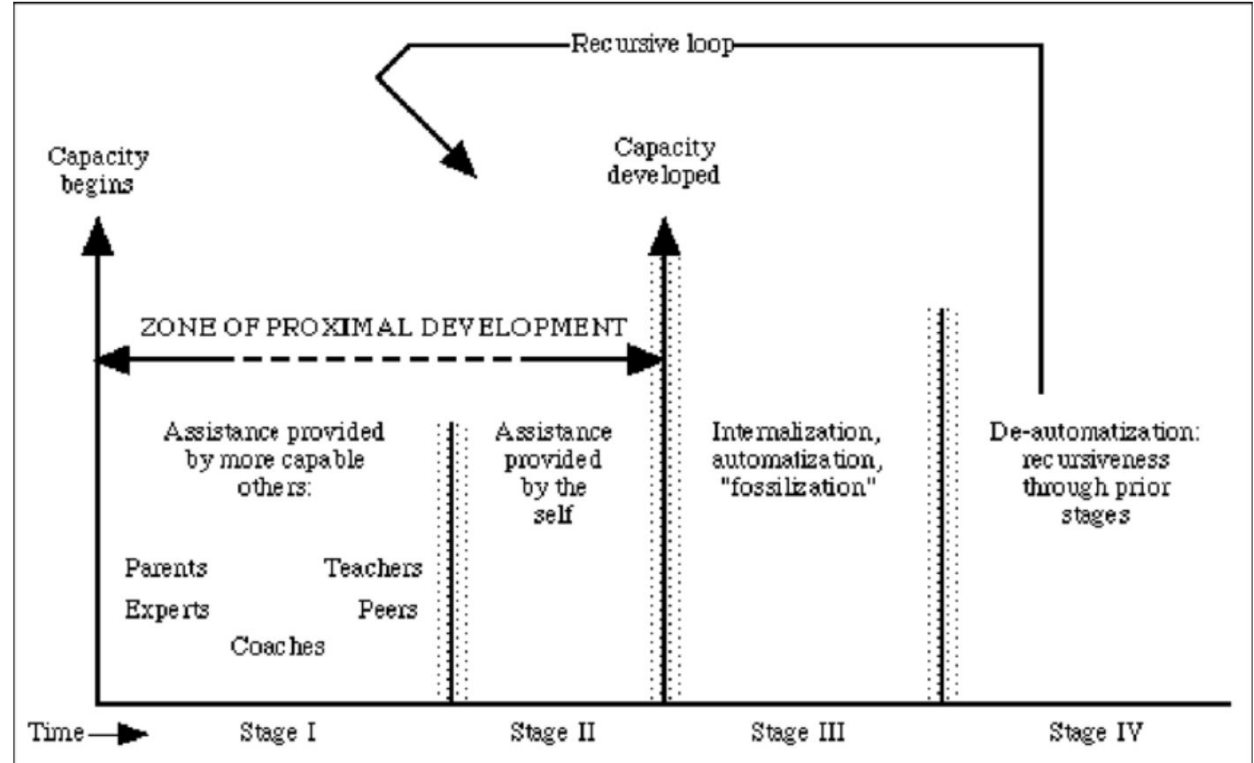 Recursive loop
Capacity
begins
Capacity
developed
ZONE OF PROXIMAL DEVELOPMENT
Assistance provided
by more capable
others:
Parents
Teachers
Experts
Peers
Coaches
Assistance
provided
by the
self
Internalization,
automatization,
"fossilization"
De-automatization:
recursiveness
through prior
stages
Time
Stage I
Stage II
Stage III
Stage IV